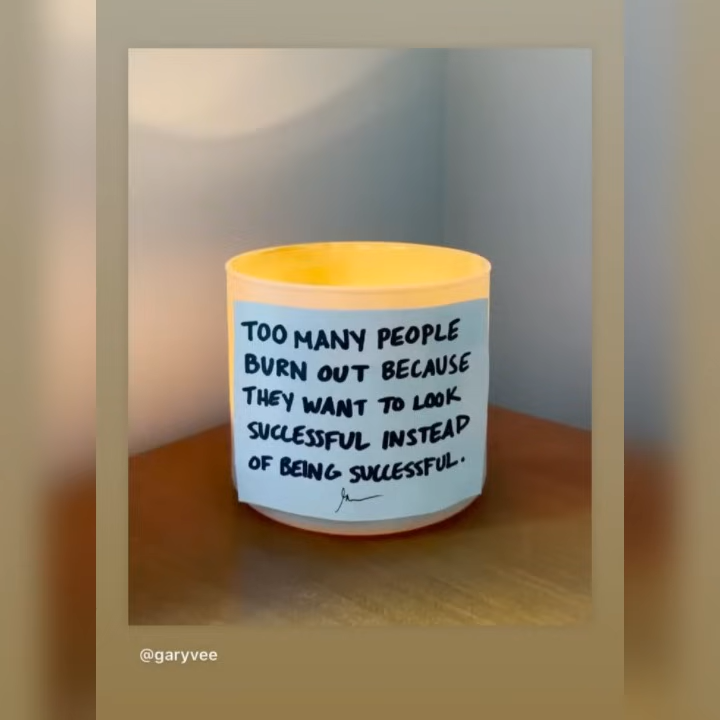 TOO MANY PEOPLE
BURN OUT BECAUSE
THEY WANT TO LOOK
SUCCESSFUL INSTEAD
OF BEING SUCCESSFUL.
@garyvee